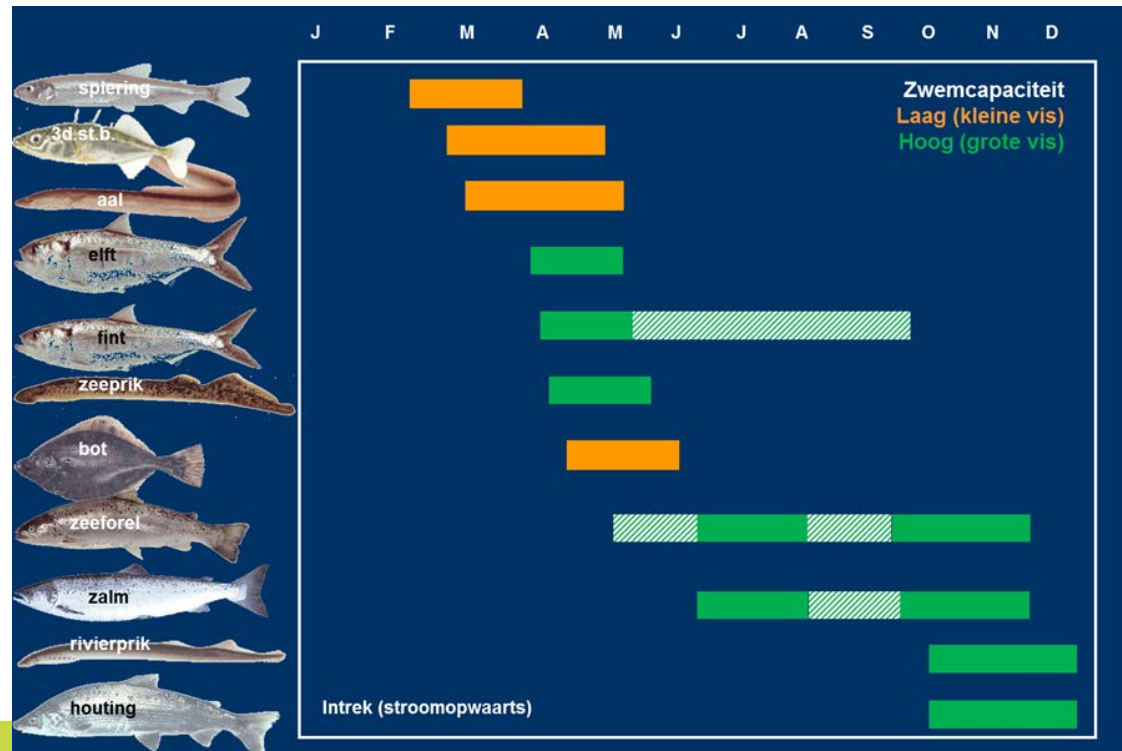 J F M A M J J A S O N D
spiering
3d.st.b.
aal
elft
fint
zeeprik
bot
zeeforel
zalm
rivierprik
houting
Zwemcapaciteit
Laag (kleine vis)
Hoog (grote vis)
Intrek (stroomopwaarts)